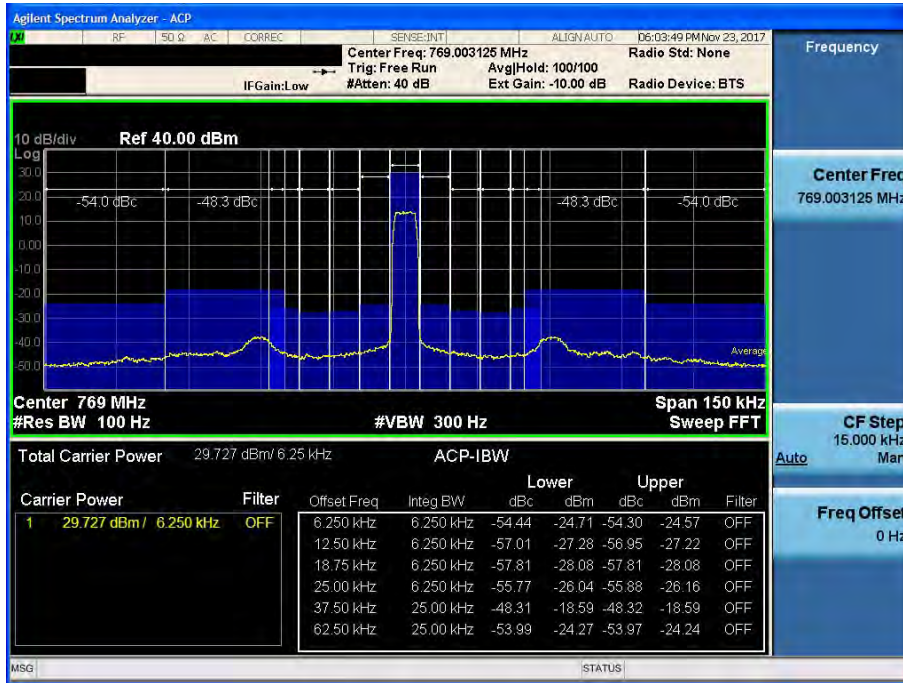 Agilent Spectrum Analyzer - ACP
LXI RF 50 Ω AC CORREC SENSE:INT ALIGN AUTO 06:03:49 PM Nov 23, 2017
Center Freq: 769.003125 MHz Radio Std: None
Trig: Free Run Avg|Hold: 100/100
IFGain:Low #Atten: 40 dB Ext Gain: -10.00 dB Radio Device: BTS
10 dB/div Ref 40.00 dBm
Log
30.0
20.0
-54.0 dBc -48.3 dBc -48.3 dBc -54.0 dBc
10.0
0.00
-10.0
-20.0
-30.0
-40.0
Average
-50.0
Center 769 MHz Span 150 kHz
#Res BW 100 Hz #VBW 300 Hz Sweep FFT
Total Carrier Power 29.727 dBm/ 6.25 kHz ACP-IBW
Lower Upper
Carrier Power Filter Offset Freq Integ BW dBc dBm dBc dBm Filter
1 29.727 dBm / 6.250 kHz OFF 6.250 kHz 6.250 kHz -54.44 -24.71 -54.30 -24.57 OFF
12.50 kHz 6.250 kHz -57.01 -27.28 -56.95 -27.22 OFF
18.75 kHz 6.250 kHz -57.81 -28.08 -57.81 -28.08 OFF
25.00 kHz 6.250 kHz -55.77 -26.04 -55.88 -26.16 OFF
37.50 kHz 25.00 kHz -48.31 -18.59 -48.32 -18.59 OFF
62.50 kHz 25.00 kHz -53.99 -24.27 -53.97 -24.24 OFF
MSG STATUS
Frequency
Center Freq
769.003125 MHz
CF Step
15.000 kHz
Auto Man
Freq Offset
0 Hz